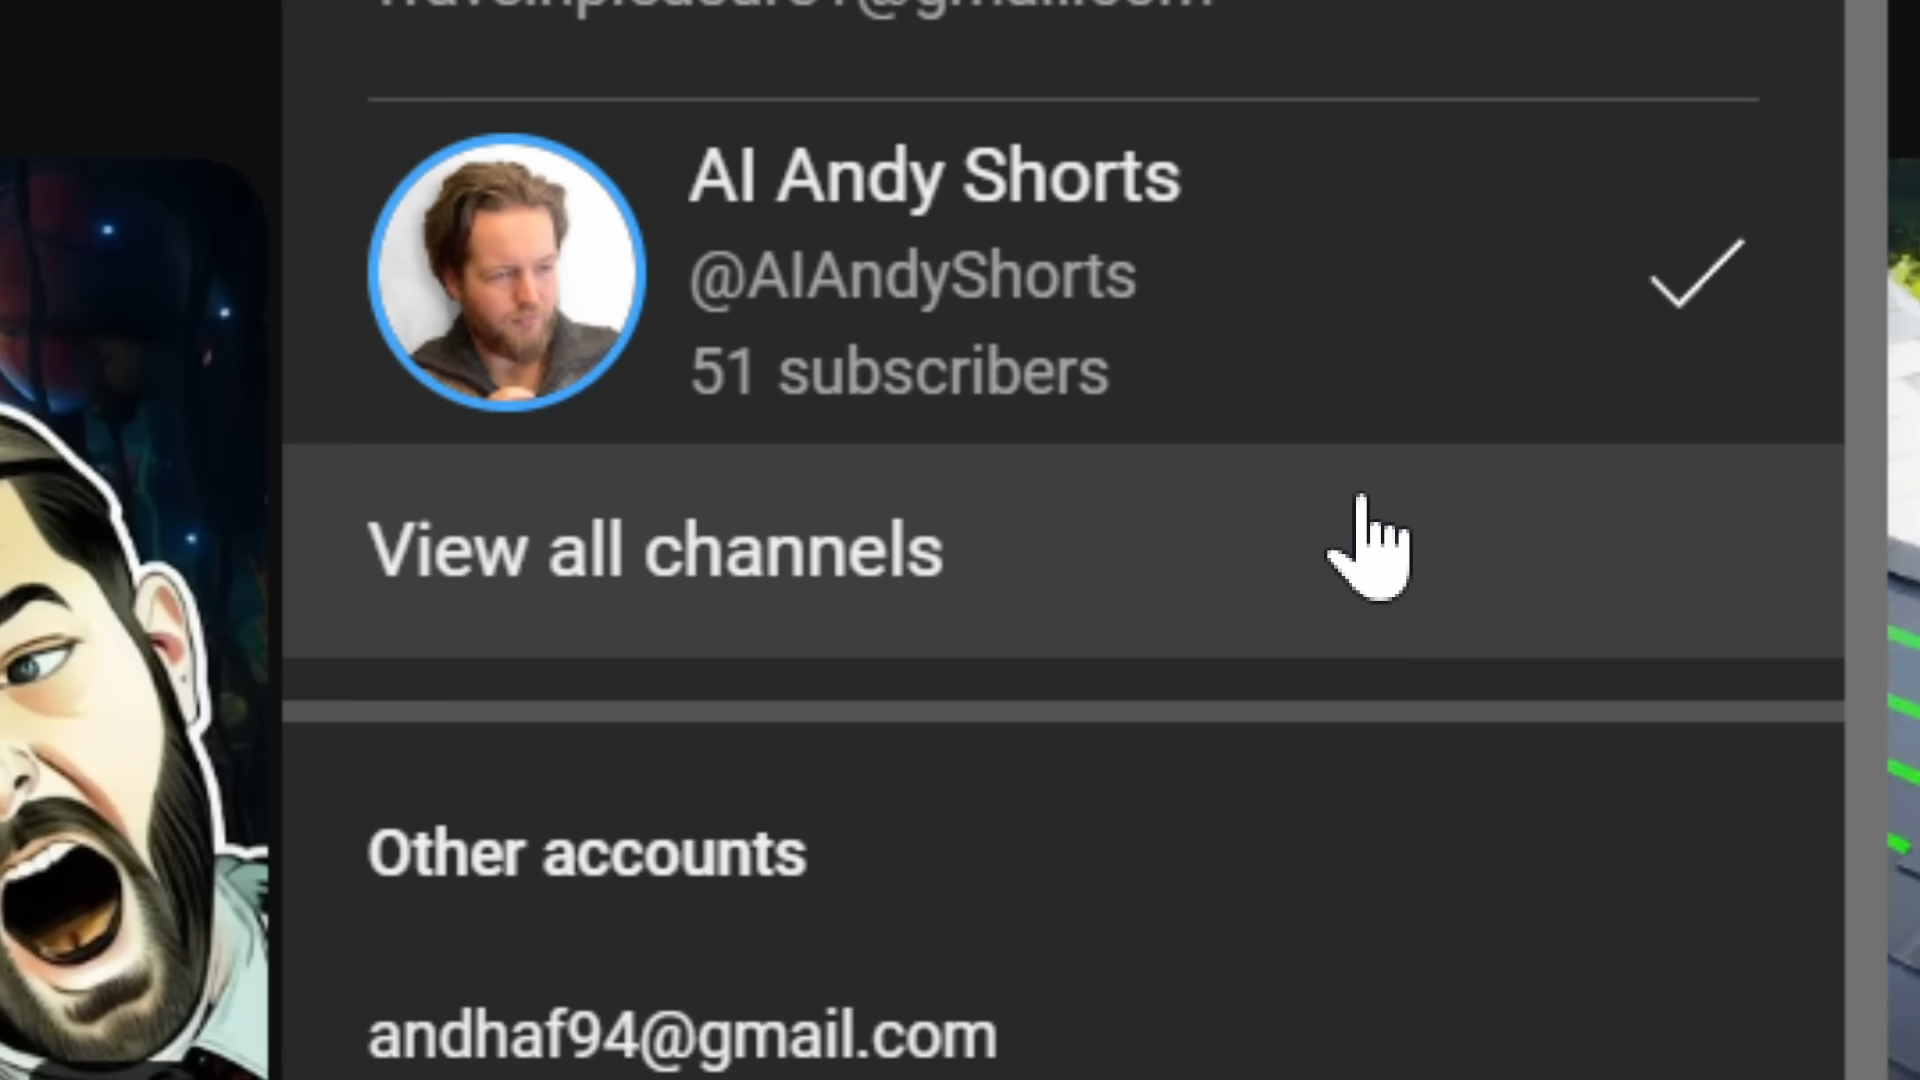 AI Andy Shorts
@AIAndyShorts
51 subscribers
View all channels
Other accounts
andhaf94@gmail.com